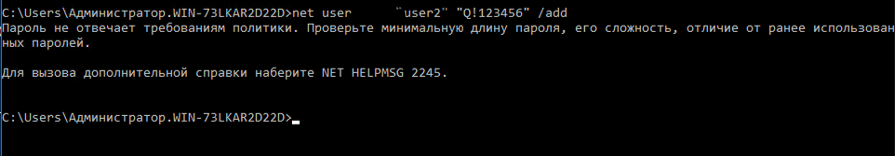 C:\Users\Администратор.WIN-73LKAR2D22D>net user      ¨user2¨ "Q!123456" /add
Пароль не отвечает требованиям политики. Проверьте минимальную длину пароля, его сложность, отличие от ранее использован
ных паролей.
Для вызова дополнительной справки наберите NET HELPMSG 2245.
C:\Users\Администратор.WIN-73LKAR2D22D>